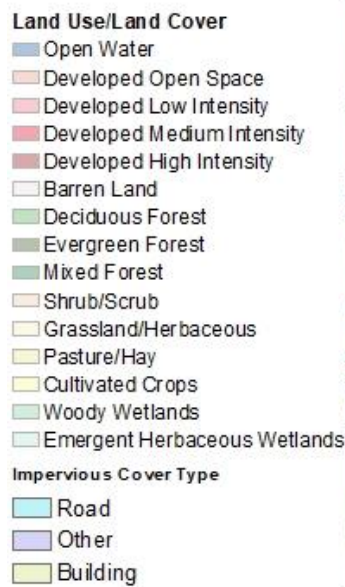 Land Use/Land Cover
Open Water
Developed Open Space
Developed Low Intensity
Developed Medium Intensity
Developed High Intensity
Barren Land
Deciduous Forest
Evergreen Forest
Mixed Forest
Shrub/Scrub
Grassland/Herbaceous
Pasture/Hay
Cultivated Crops
Woody Wetlands
Emergent Herbaceous Wetlands
Impervious Cover Type
Road
Other
Building